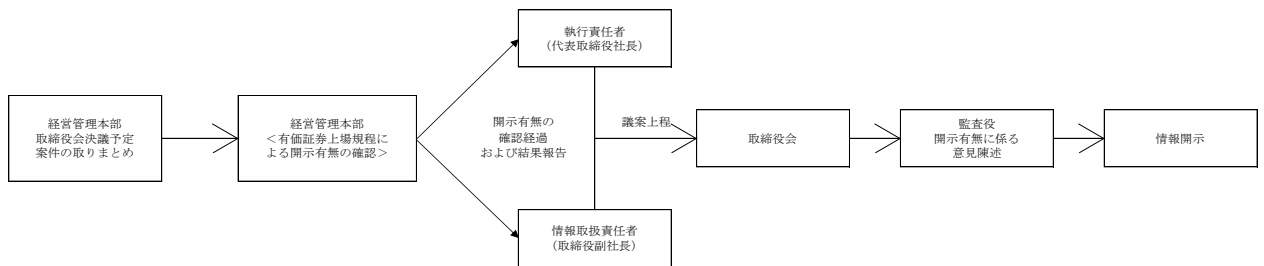 経営管理本部
取締役会決議予定
案件の取りまとめ
経営管理本部
＜有価証券上場規程に
よる開示有無の確認＞
執行責任者
（代表取締役社長）
開示有無の
確認経過
および結果報告
情報取扱責任者
（取締役副社長）
議案上程
取締役会
監査役
開示有無に係る
意見陳述
情報開示